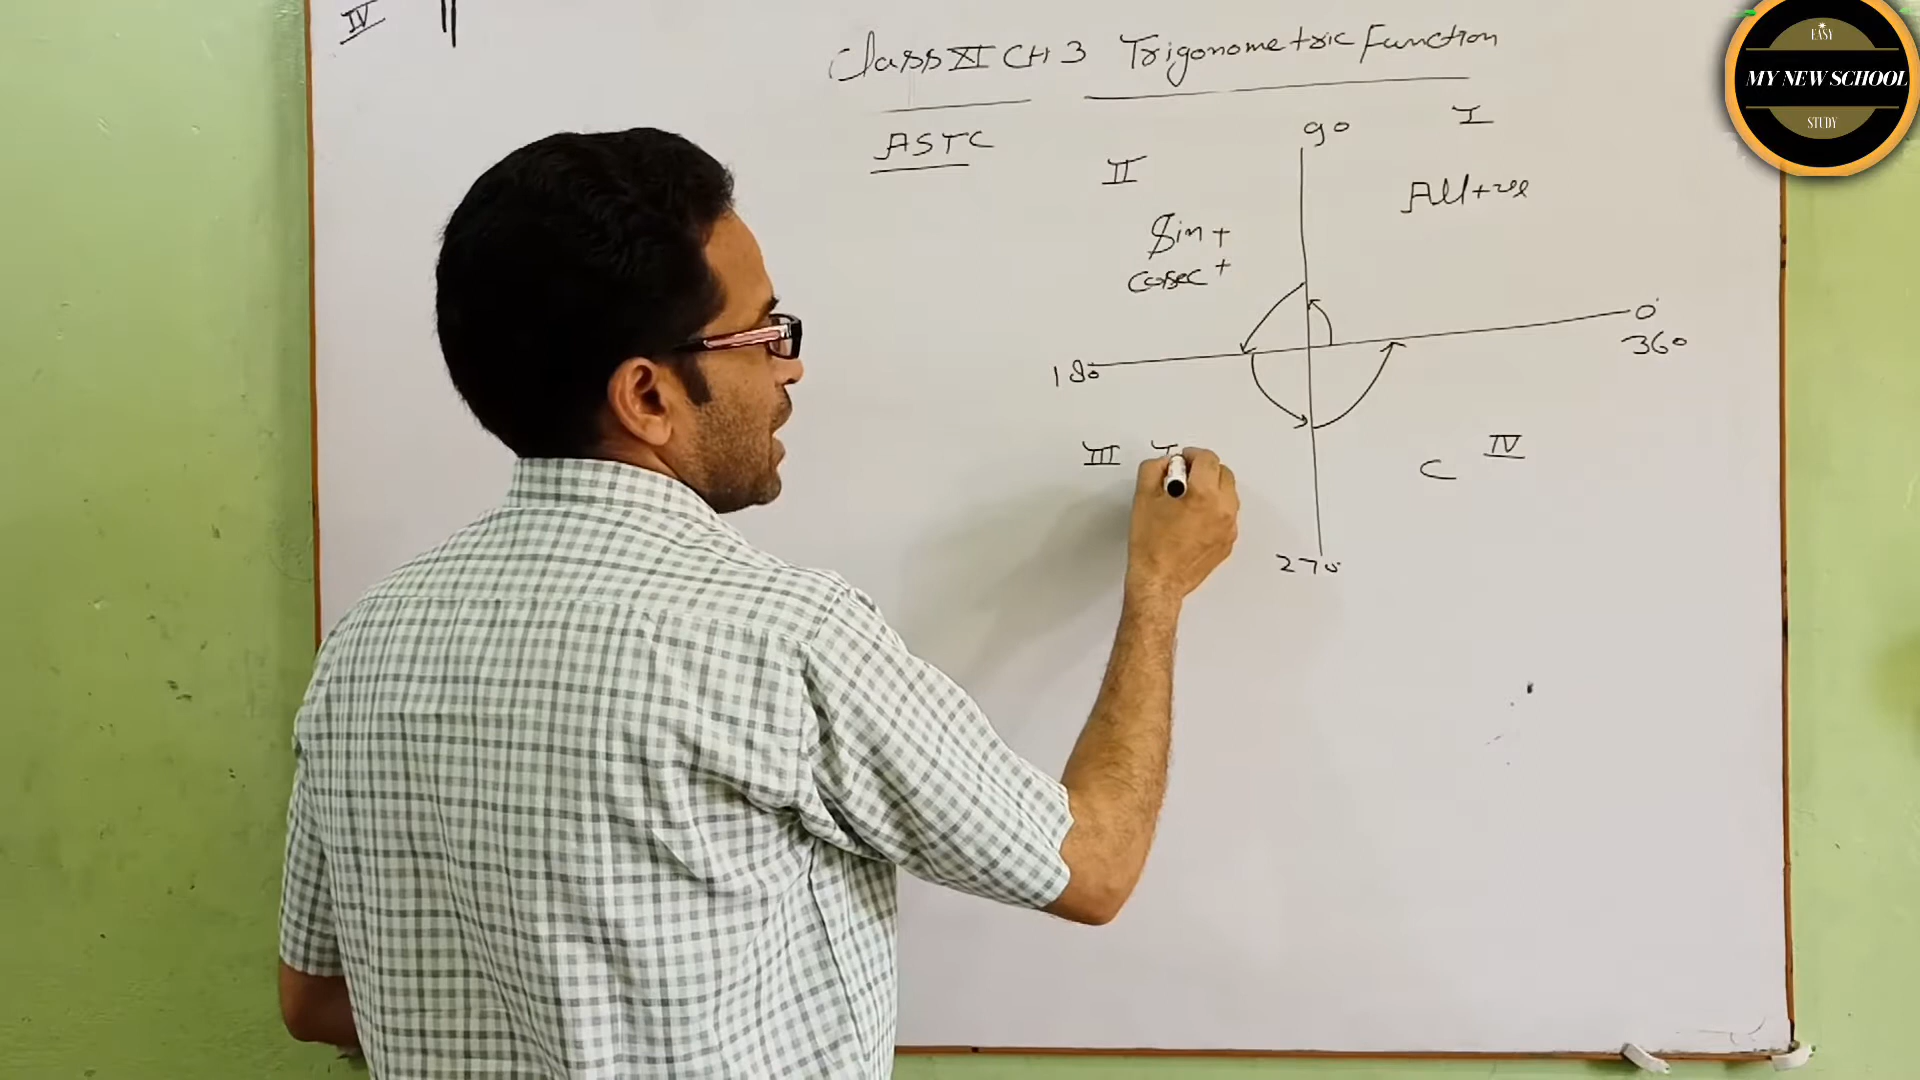 IV
Class XI CH 3 Trigonometric Function
ASTC
90
I
II
All +ve
Sin +
Cosec +
0°
360
180
III T
C IV
270
EASY
MY NEW SCHOOL
STUDY